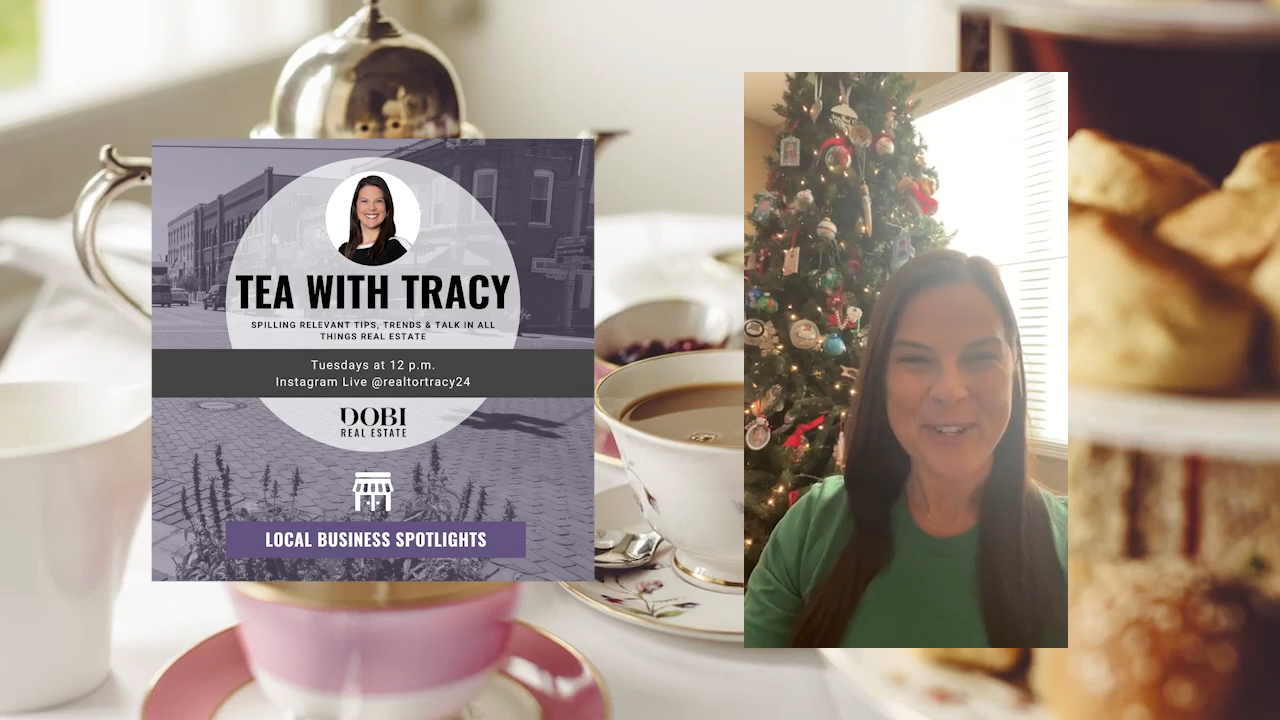 TEA WITH TRACY
SPILLING RELEVANT TIPS, TRENDS & TALK IN ALL
THINGS REAL ESTATE
Tuesdays at 12 p.m.
Instagram Live @realtortracy24
DOBI
REAL ESTATE
LOCAL BUSINESS SPOTLIGHTS